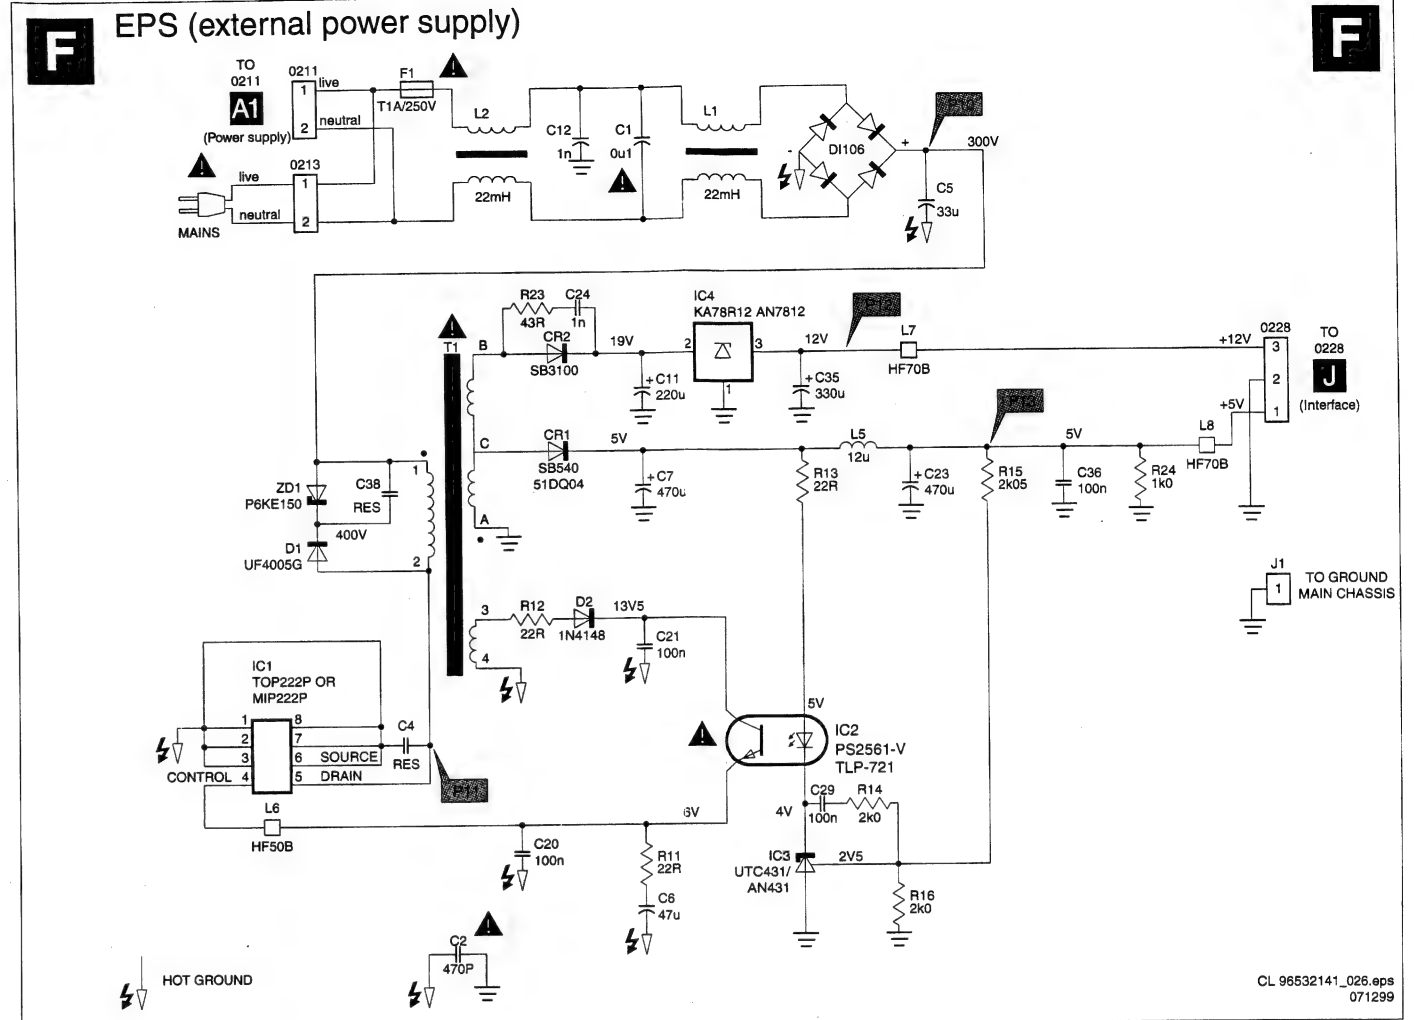 F EPS (external power supply) F
TO
0211
A1
(Power supply)
0211
1 live
2 neutral
F1
T1A/250V
L2
22mH
C12
1n
C1
0u1
L1
22mH
DI106
-
+
P10
300V
C5
33u
0213
live 1
neutral 2
MAINS
R23
43R
C24
1n
CR2
SB3100
T1
B
19V
C11
220u
+
IC4
KA78R12 AN7812
2 3
1
12V
C35
330u
+
P12
L7
HF70B
+12V
0228
3
2
1
TO
0228
J
(Interface)
+5V
L8
HF70B
C
CR1
SB540
51DQ04
5V
C7
470u
+
R13
22R
L5
12u
C23
470u
+
P13
R15
2k05
5V
C36
100n
R24
1k0
A
1
2
ZD1
P6KE150
C38
RES
400V
D1
UF4005G
J1
1
TO GROUND
MAIN CHASSIS
3
4
R12
22R
D2
1N4148
13V5
C21
100n
IC1
TOP222P OR
MIP222P
1 8
2 7
3 6 SOURCE
CONTROL 4 5 DRAIN
C4
RES
P11
L6
HF50B
5V
IC2
PS2561-V
TLP-721
6V
4V
C29
100n
R14
2k0
C20
100n
R11
22R
C6
47u
IC3
UTC431/
AN431
2V5
R16
2k0
C2
470P
HOT GROUND
CL 96532141_026.eps
071299